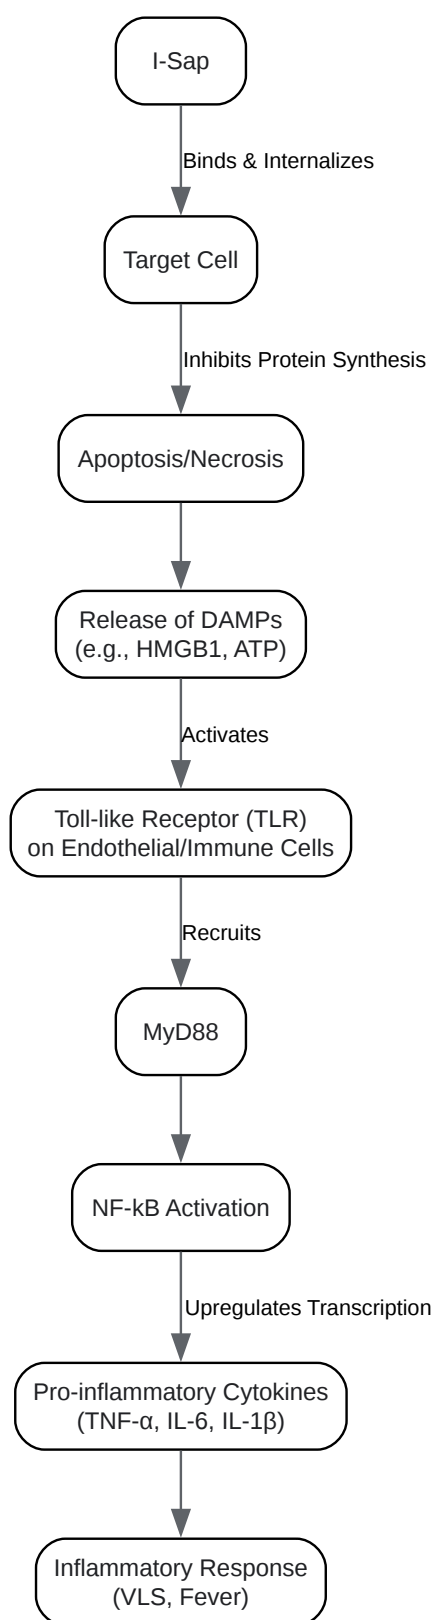 I-Sap
Binds & Internalizes
Target Cell
Inhibits Protein Synthesis
Apoptosis/Necrosis
Release of DAMPs
(e.g., HMGB1, ATP)
Activates
Toll-like Receptor (TLR)
on Endothelial/Immune Cells
Recruits
MyD88
NF-kB Activation
Upregulates Transcription
Pro-inflammatory Cytokines
(TNF-α, IL-6, IL-1β)
Inflammatory Response
(VLS, Fever)